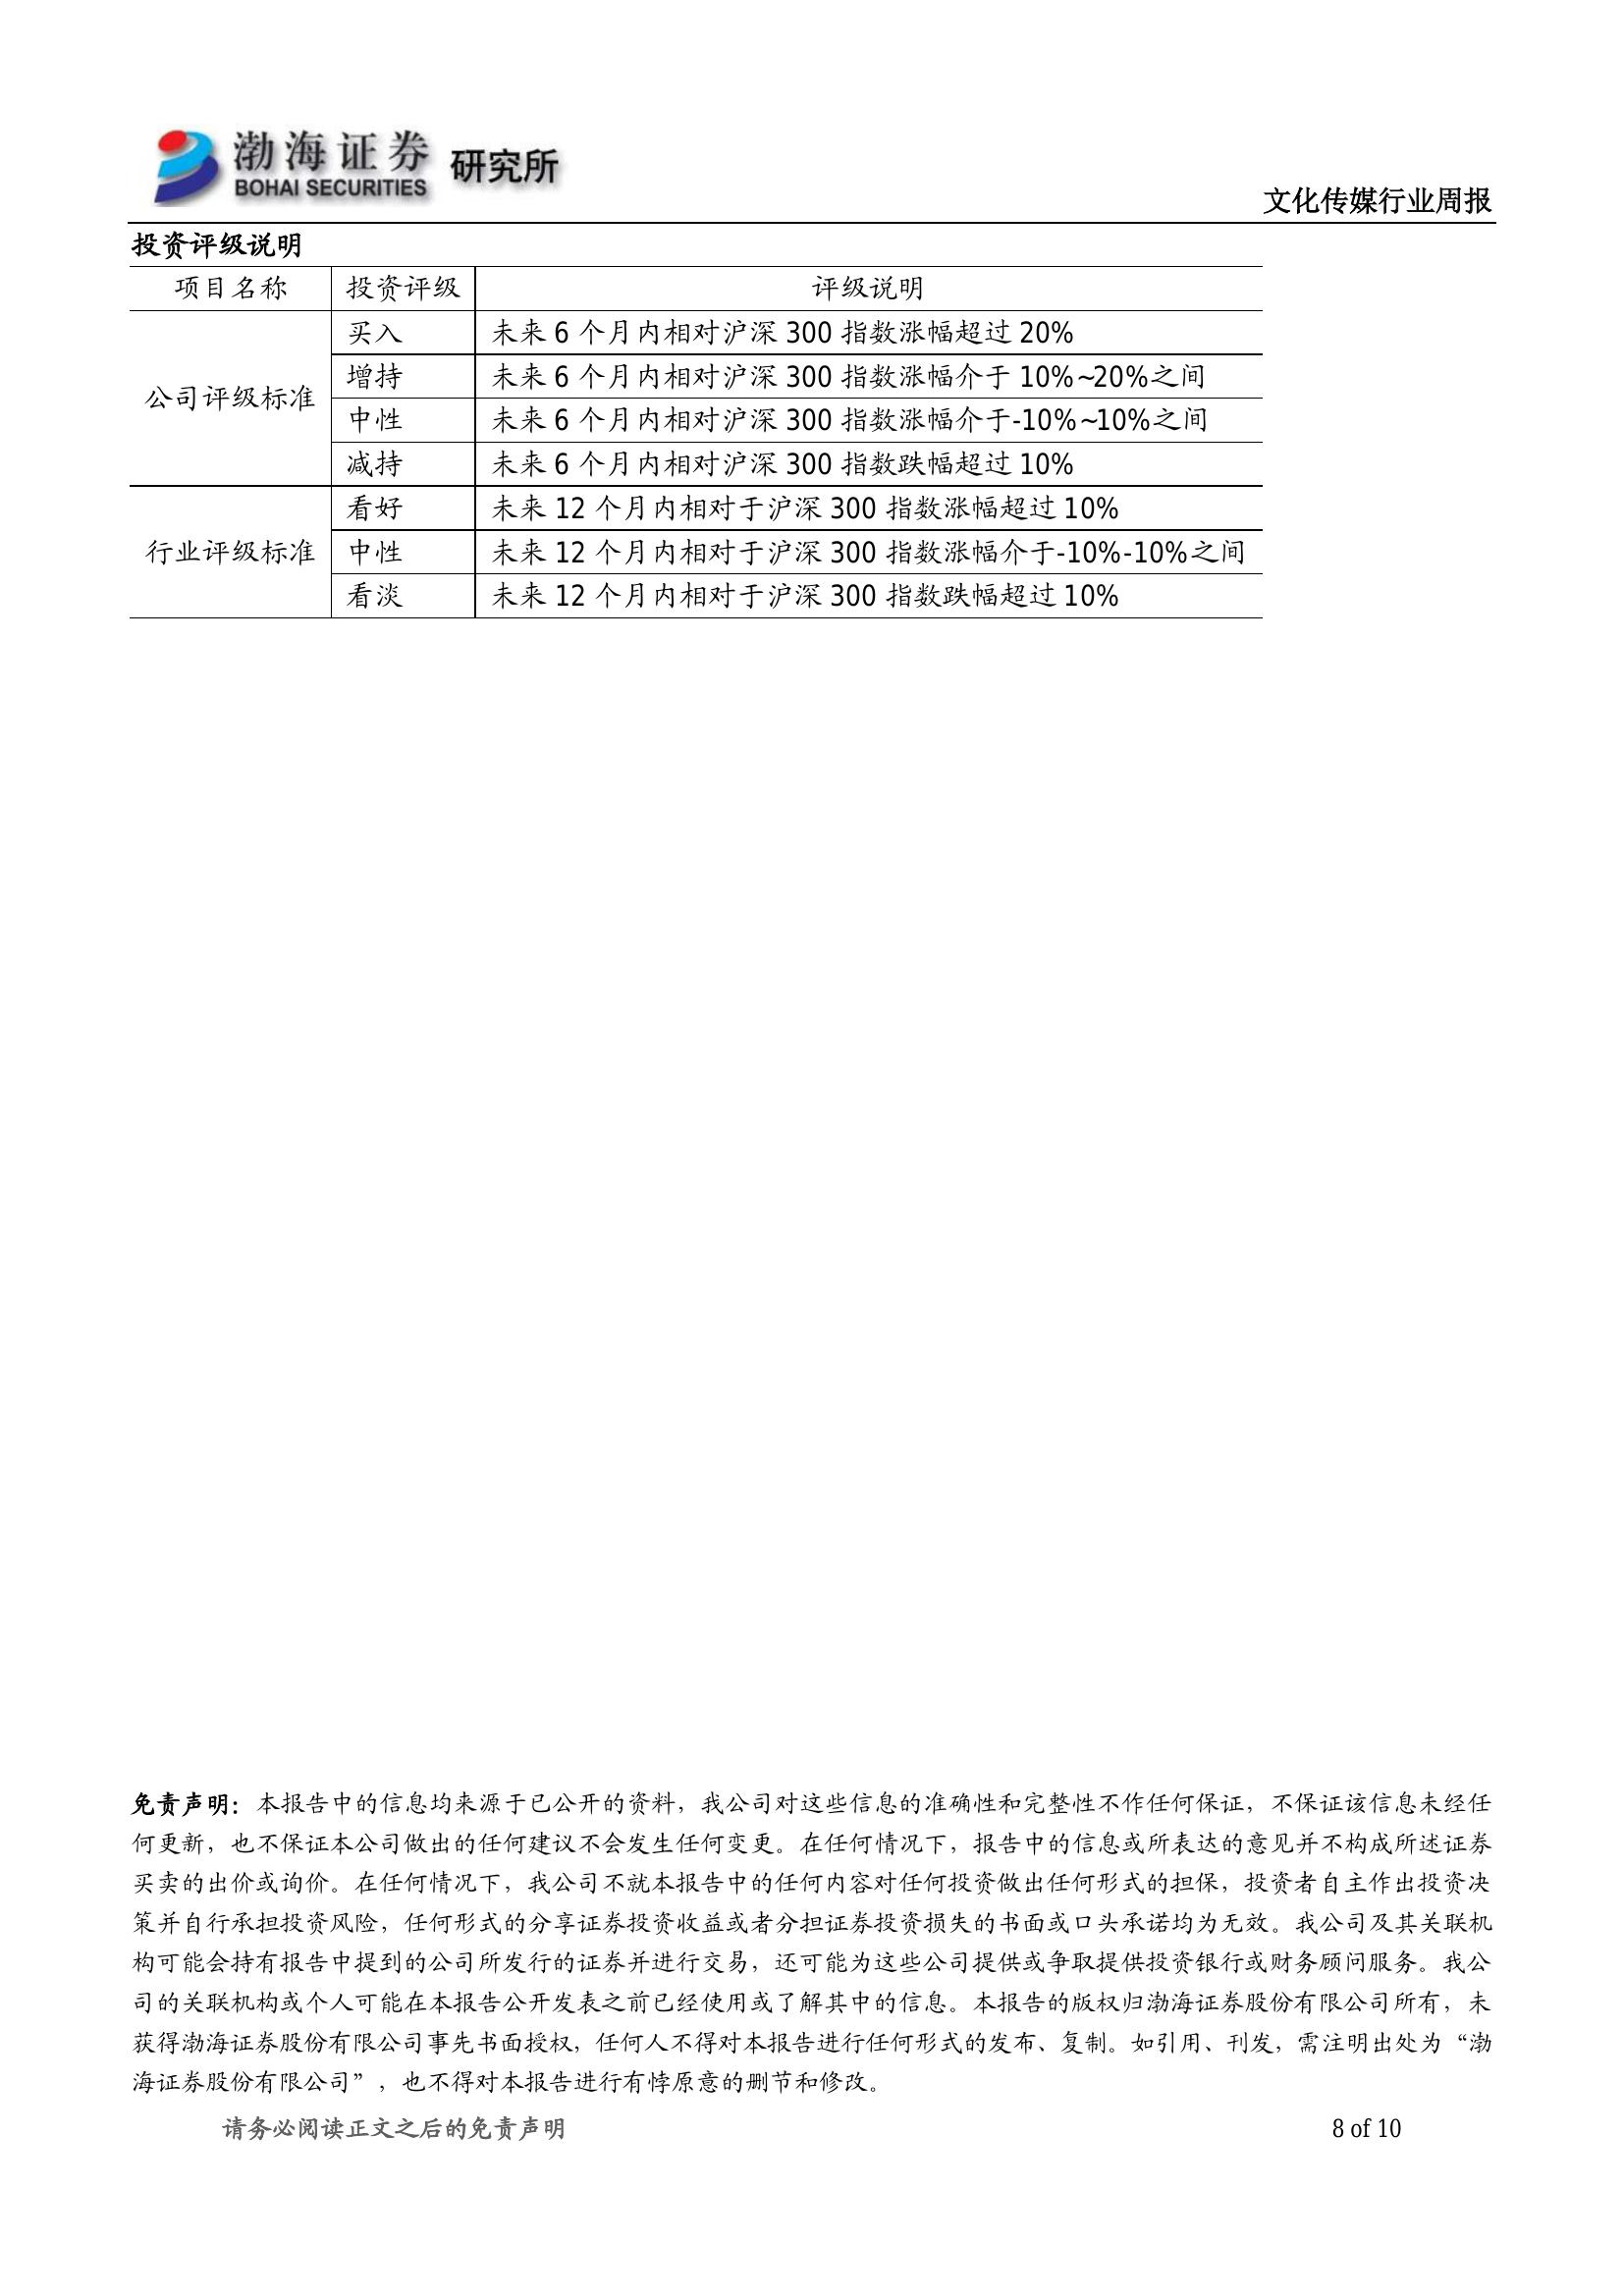 渤海证券 研究所
BOHAI SECURITIES
文化传媒行业周报
投资评级说明
项目名称 投资评级 评级说明
公司评级标准 买入 未来 6 个月内相对沪深 300 指数涨幅超过 20%
增持 未来 6 个月内相对沪深 300 指数涨幅介于 10%~20%之间
中性 未来 6 个月内相对沪深 300 指数涨幅介于-10%~10%之间
减持 未来 6 个月内相对沪深 300 指数跌幅超过 10%
行业评级标准 看好 未来 12 个月内相对于沪深 300 指数涨幅超过 10%
中性 未来 12 个月内相对于沪深 300 指数涨幅介于-10%-10%之间
看淡 未来 12 个月内相对于沪深 300 指数跌幅超过 10%
免责声明：本报告中的信息均来源于已公开的资料，我公司对这些信息的准确性和完整性不作任何保证，不保证该信息未经任
何更新，也不保证本公司做出的任何建议不会发生任何变更。在任何情况下，报告中的信息或所表达的意见并不构成所述证券
买卖的出价或询价。在任何情况下，我公司不就本报告中的任何内容对任何投资做出任何形式的担保，投资者自主作出投资决
策并自行承担投资风险，任何形式的分享证券投资收益或者分担证券投资损失的书面或口头承诺均为无效。我公司及其关联机
构可能会持有报告中提到的公司所发行的证券并进行交易，还可能为这些公司提供或争取提供投资银行或财务顾问服务。我公
司的关联机构或个人可能在本报告公开发表之前已经使用或了解其中的信息。本报告的版权归渤海证券股份有限公司所有，未
获得渤海证券股份有限公司事先书面授权，任何人不得对本报告进行任何形式的发布、复制。如引用、刊发，需注明出处为“渤
海证券股份有限公司”，也不得对本报告进行有悖原意的删节和修改。
请务必阅读正文之后的免责声明 8 of 10